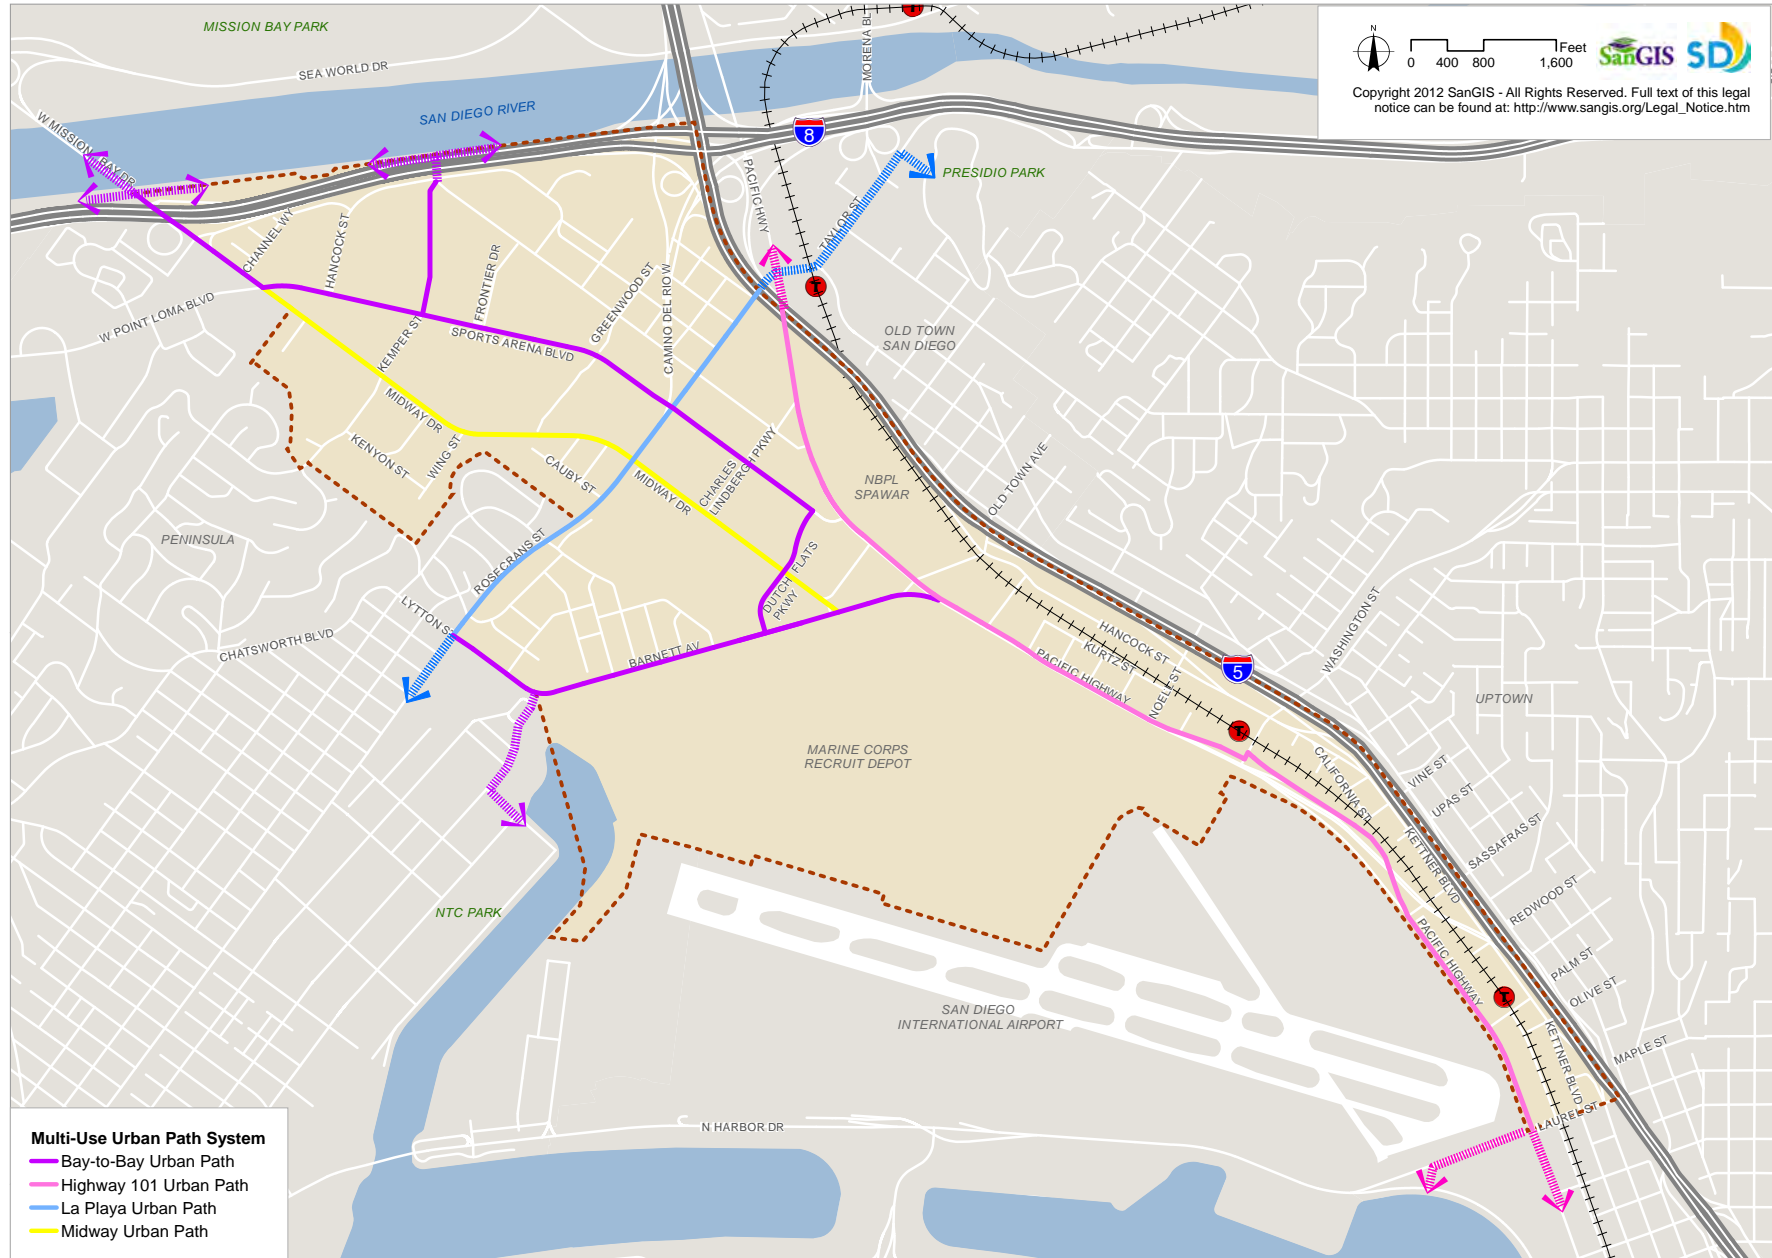 MISSION BAY PARK
SEA WORLD DR
SAN DIEGO RIVER
W MISSION BAY DR
MORENA BL
N
0 400 800 1,600 Feet
SanGIS SD
Copyright 2012 SanGIS - All Rights Reserved. Full text of this legal
notice can be found at: http://www.sangis.org/Legal_Notice.htm
8
PACIFIC HWY
PRESIDIO PARK
TAYLOR ST
CHANNEL WY
HANCOCK ST
FRONTIER DR
GREENWOOD ST
CAMINO DEL RIO W
W POINT LOMA BLVD
KEMPER ST
SPORTS ARENA BLVD
T
OLD TOWN
SAN DIEGO
MIDWAY DR
KENYON ST
WING ST
CAUBY ST
MIDWAY DR
CHARLES
LINDBERGH PKWY
NBPL
SPAWAR
OLD TOWN AVE
PENINSULA
ROSECRANS ST
LYTTON ST
CHATSWORTH BLVD
DUTCH FLATS
PKWY
BARNETT AV
HANCOCK ST
KURTZ ST
PACIFIC HIGHWAY
NOELL ST
WASHINGTON ST
5
UPTOWN
T
MARINE CORPS
RECRUIT DEPOT
CALIFORNIA ST
VINE ST
UPAS ST
SASSAFRAS ST
KETTNER BLVD
REDWOOD ST
NTC PARK
PACIFIC HIGHWAY
PALM ST
OLIVE ST
T
SAN DIEGO
INTERNATIONAL AIRPORT
KETTNER BLVD
MAPLE ST
LAUREL ST
N HARBOR DR
Multi-Use Urban Path System
Bay-to-Bay Urban Path
Highway 101 Urban Path
La Playa Urban Path
Midway Urban Path